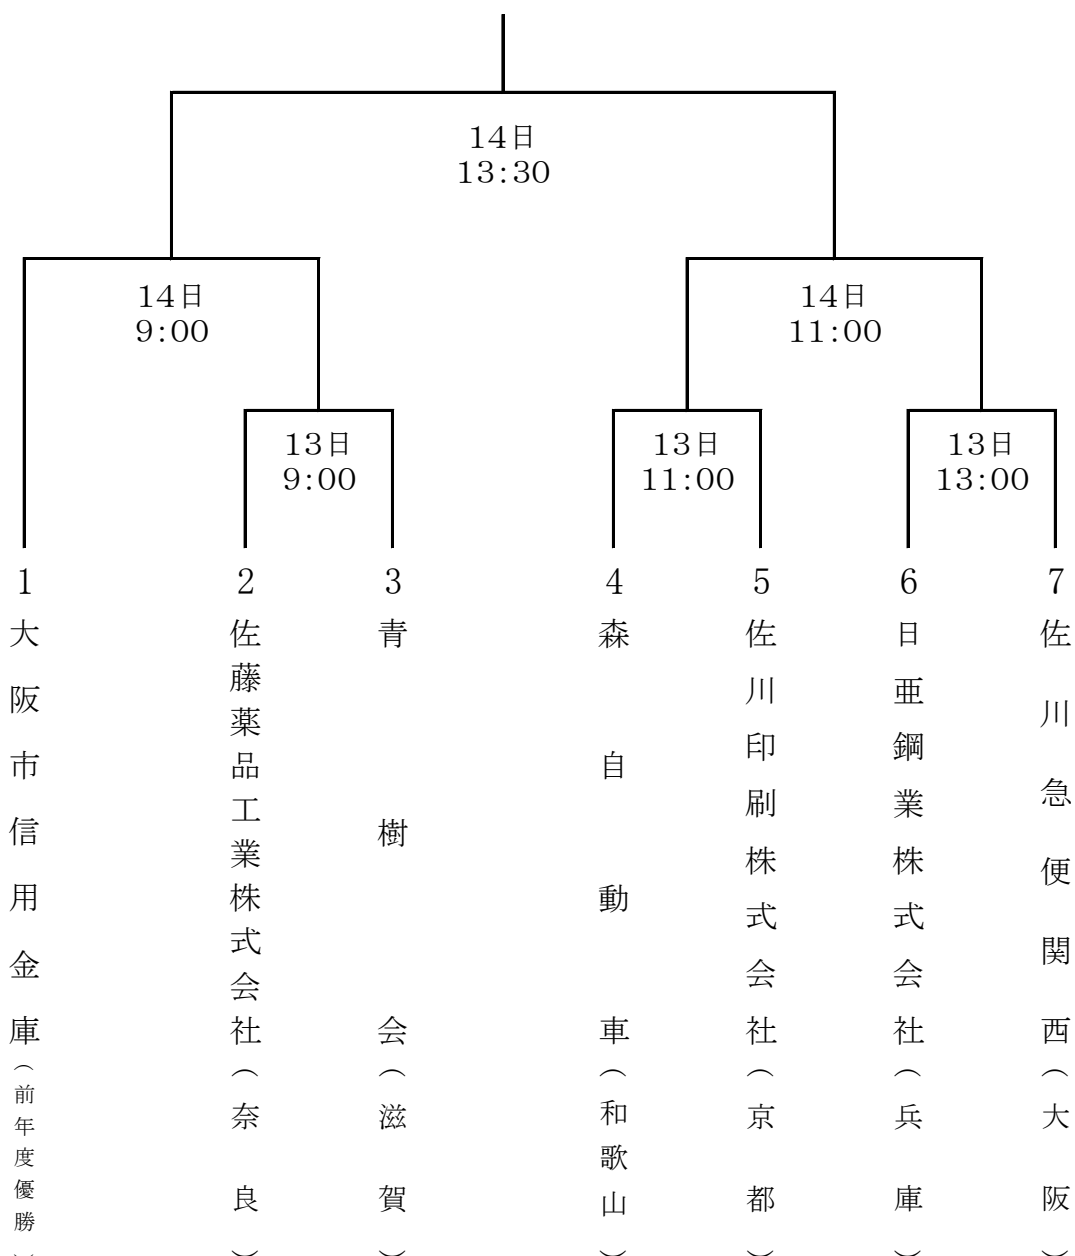 14日
13:30
14日
9:00
14日
11:00
13日
9:00
13日
11:00
13日
13:00
1
大阪市信用金庫（前年度優勝）
2
佐藤薬品工業株式会社（奈良）
3
青樹会（滋賀）
4
森自動車（和歌山）
5
佐川印刷株式会社（京都）
6
日亜鋼業株式会社（兵庫）
7
佐川急便関西（大阪）